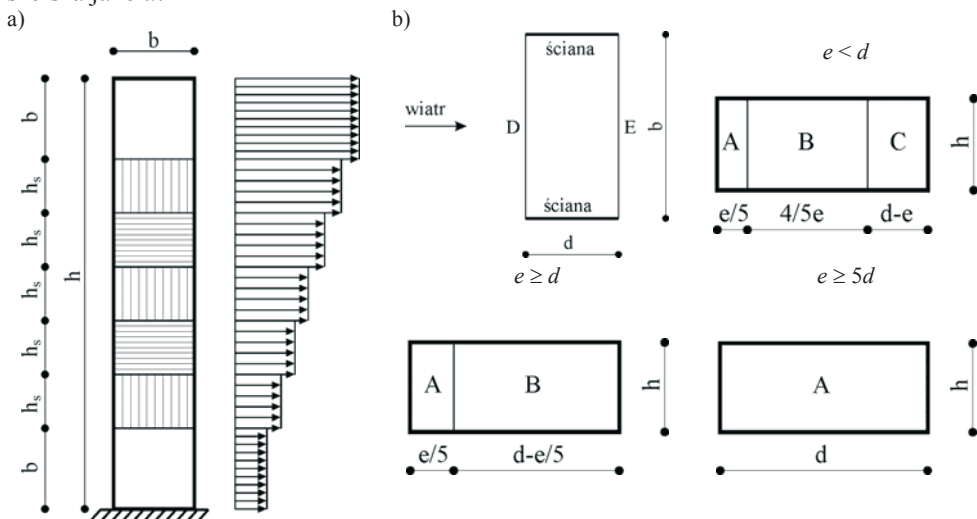 a)
b
b
h_s
h_s
h_s
h_s
h_s
b
h
b)
wiatr
ściana
D
E
b
ściana
d
e < d
A
B
C
h
e/5
4/5e
d-e
e ≥ d
A
B
h
e/5
d-e/5
e ≥ 5d
A
h
d